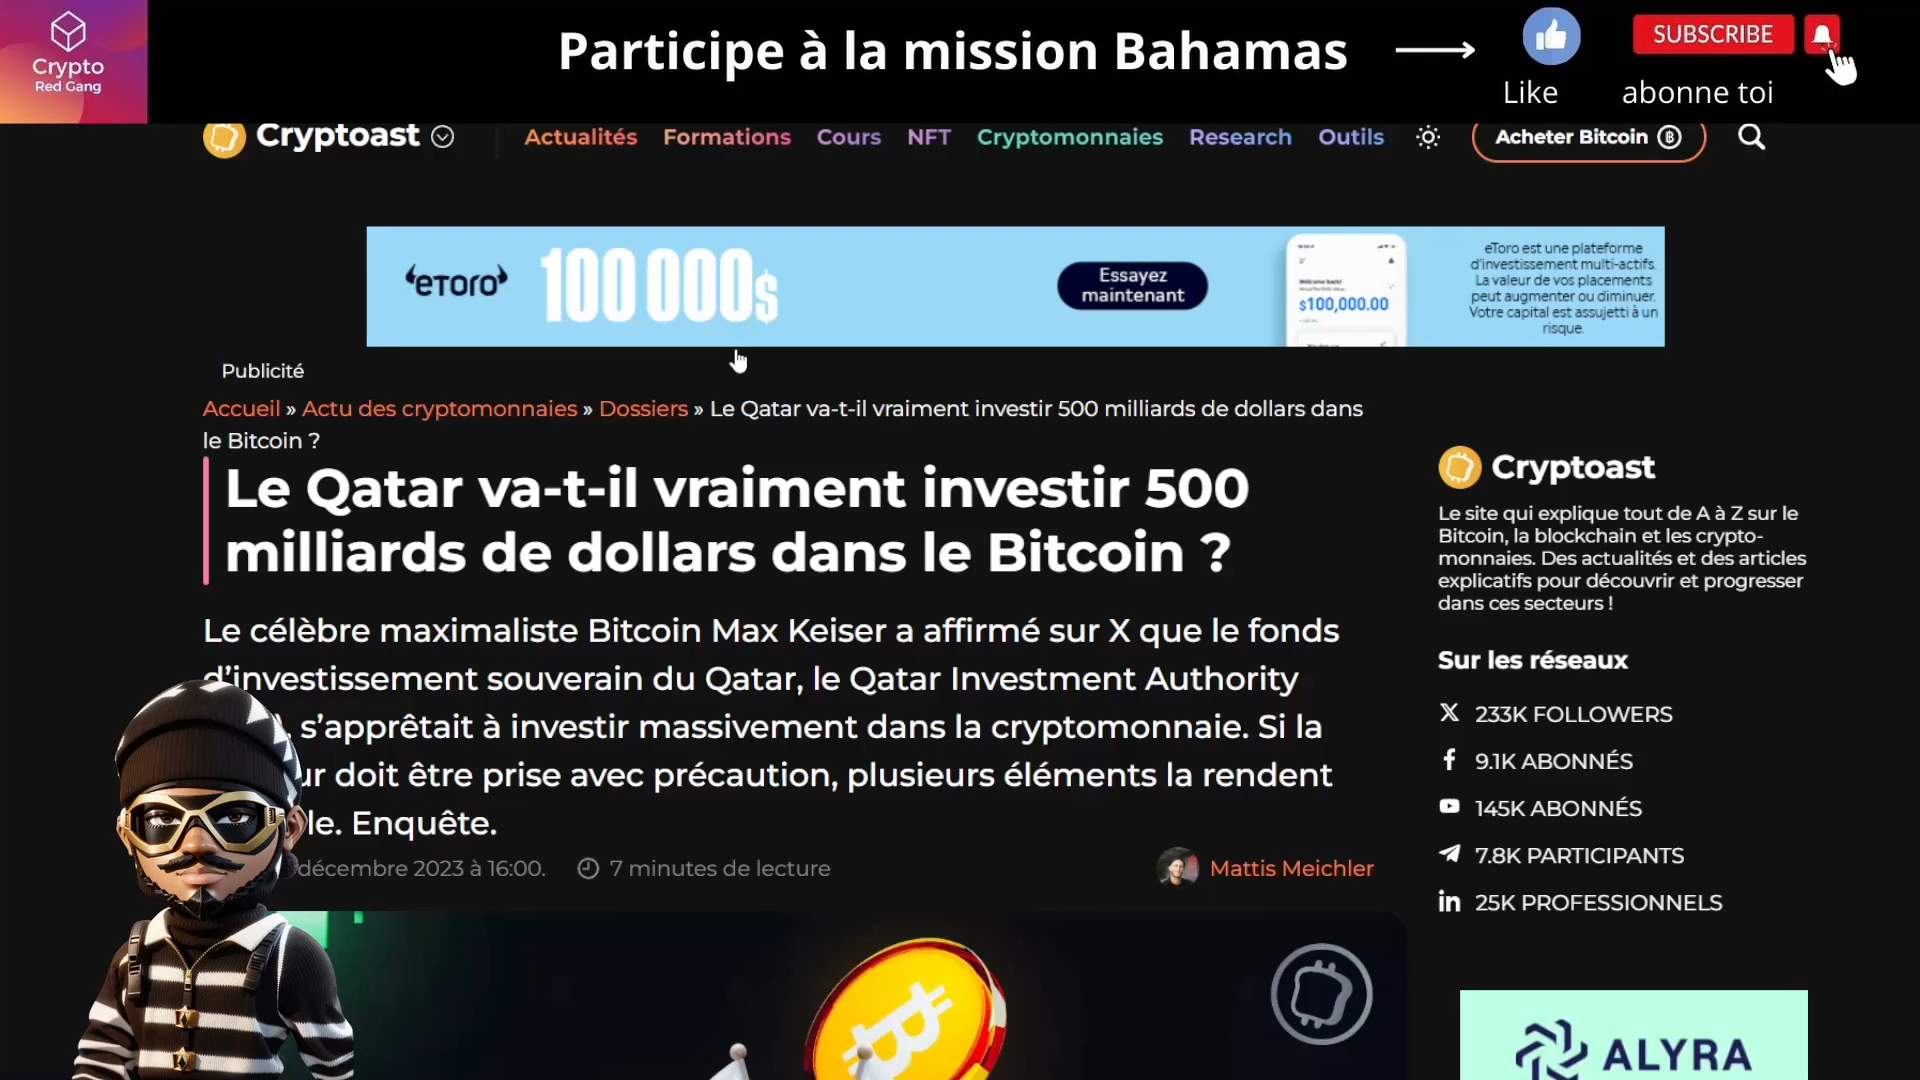 Crypto
Red Gang
Participe à la mission Bahamas
Like
SUBSCRIBE
abonne toi
Cryptoast
Actualités
Formations
Cours
NFT
Cryptomonnaies
Research
Outils
Acheter Bitcoin
eToro
100 000$
Essayez
maintenant
$100,000.00
eToro est une plateforme
d'investissement multi-actifs.
La valeur de vos placements
peut augmenter ou diminuer.
Votre capital est assujetti à un
risque.
Publicité
Accueil » Actu des cryptomonnaies » Dossiers » Le Qatar va-t-il vraiment investir 500 milliards de dollars dans
le Bitcoin ?
Le Qatar va-t-il vraiment investir 500
milliards de dollars dans le Bitcoin ?
Le célèbre maximaliste Bitcoin Max Keiser a affirmé sur X que le fonds
d'investissement souverain du Qatar, le Qatar Investment Authority
s'apprêtait à investir massivement dans la cryptomonnaie. Si la
ur doit être prise avec précaution, plusieurs éléments la rendent
le. Enquête.
décembre 2023 à 16:00.
7 minutes de lecture
Mattis Meichler
Cryptoast
Le site qui explique tout de A à Z sur le
Bitcoin, la blockchain et les crypto-
monnaies. Des actualités et des articles
explicatifs pour découvrir et progresser
dans ces secteurs !
Sur les réseaux
233K FOLLOWERS
9.1K ABONNÉS
145K ABONNÉS
7.8K PARTICIPANTS
25K PROFESSIONNELS
ALYRA